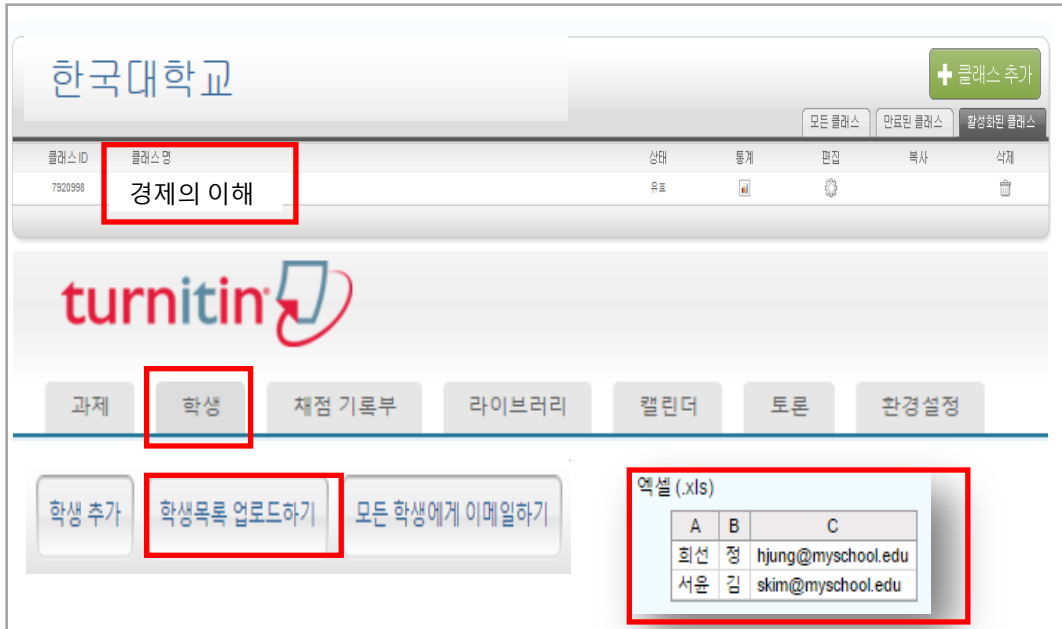 한국대학교
클래스 추가
모든 클래스 만료된 클래스 활성화된 클래스
클래스 ID 클래스 명 상태 통계 편집 복사 삭제
7920998 경제의 이해 유효
turnitin
과제 학생 채점 기록부 라이브러리 캘린더 토론 환경설정
학생 추가 학생목록 업로드하기 모든 학생에게 이메일하기
엑셀 (.xls)
A B C
희선 정 hjung@myschool.edu
서윤 김 skim@myschool.edu